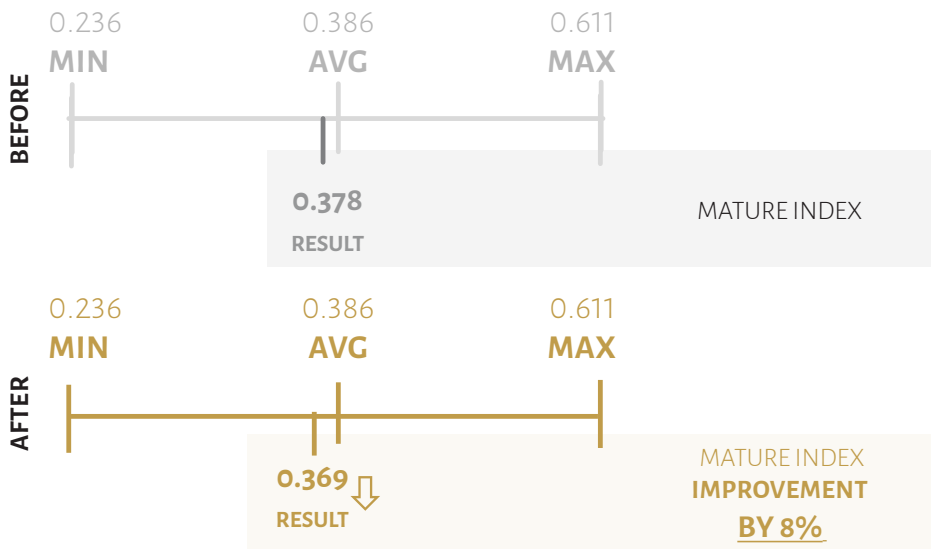 BEFORE
0.236 0.386 0.611
MIN AVG MAX
0.378
RESULT
MATURE INDEX
AFTER
0.236 0.386 0.611
MIN AVG MAX
0.369
RESULT
MATURE INDEX
IMPROVEMENT
BY 8%